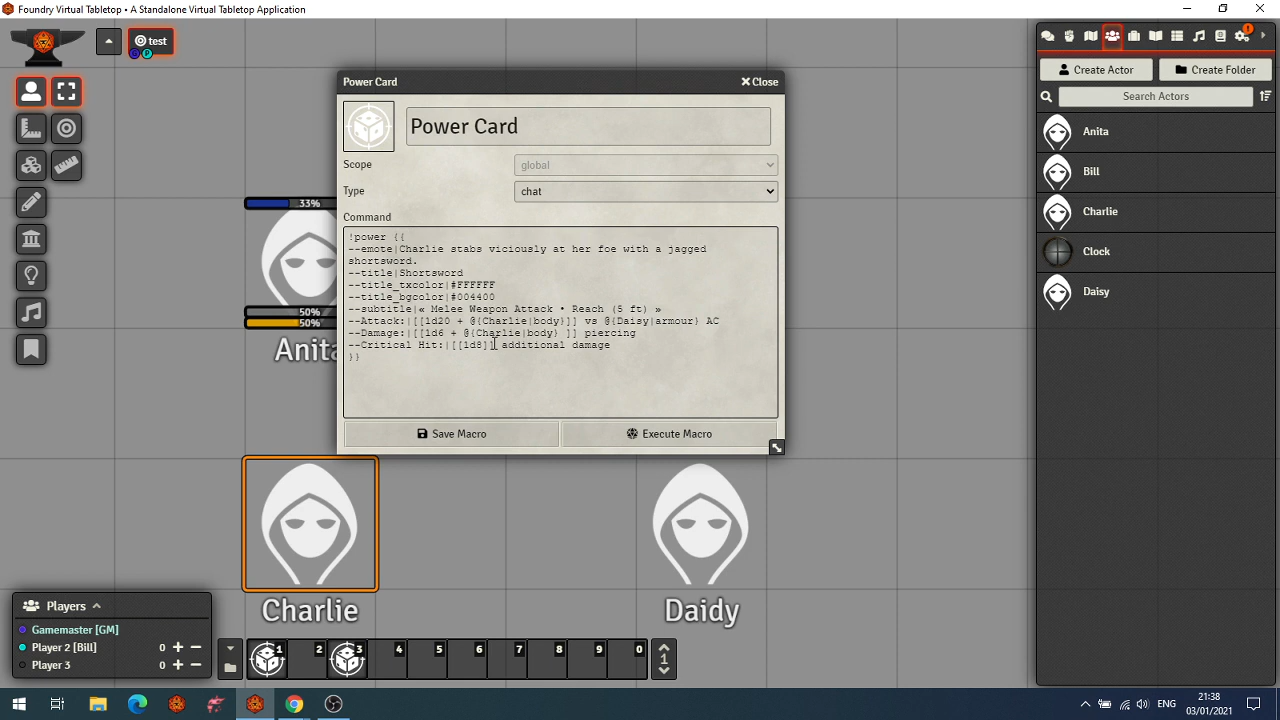 Foundry Virtual Tabletop • A Standalone Virtual Tabletop Application
test
G
P
Power Card
Close
Power Card
Scope
global
Type
chat
Command
!power {{
--emote|Charlie stabs viciously at her foe with a jagged
shortsword.
--title|Shortsword
--title_txcolor|#FFFFFF
--title_bgcolor|#004400
--subtitle|« Melee Weapon Attack • Reach (5 ft) »
--Attack:|[[1d20 + @{Charlie|body}]] vs @{Daisy|armour} AC
--Damage:|[[1d6 + @{Charlie|body} ]] piercing
--Critical Hit:|[[1d8]] additional damage
}}
Save Macro
Execute Macro
33%
50%
50%
Anita
Charlie
Daidy
Create Actor
Create Folder
Search Actors
Anita
Bill
Charlie
Clock
Daisy
Players
Gamemaster [GM]
Player 2 [Bill] 0
Player 3 0
1 2 3 4 5 6 7 8 9 0
1
1
ENG
21:38
03/01/2021